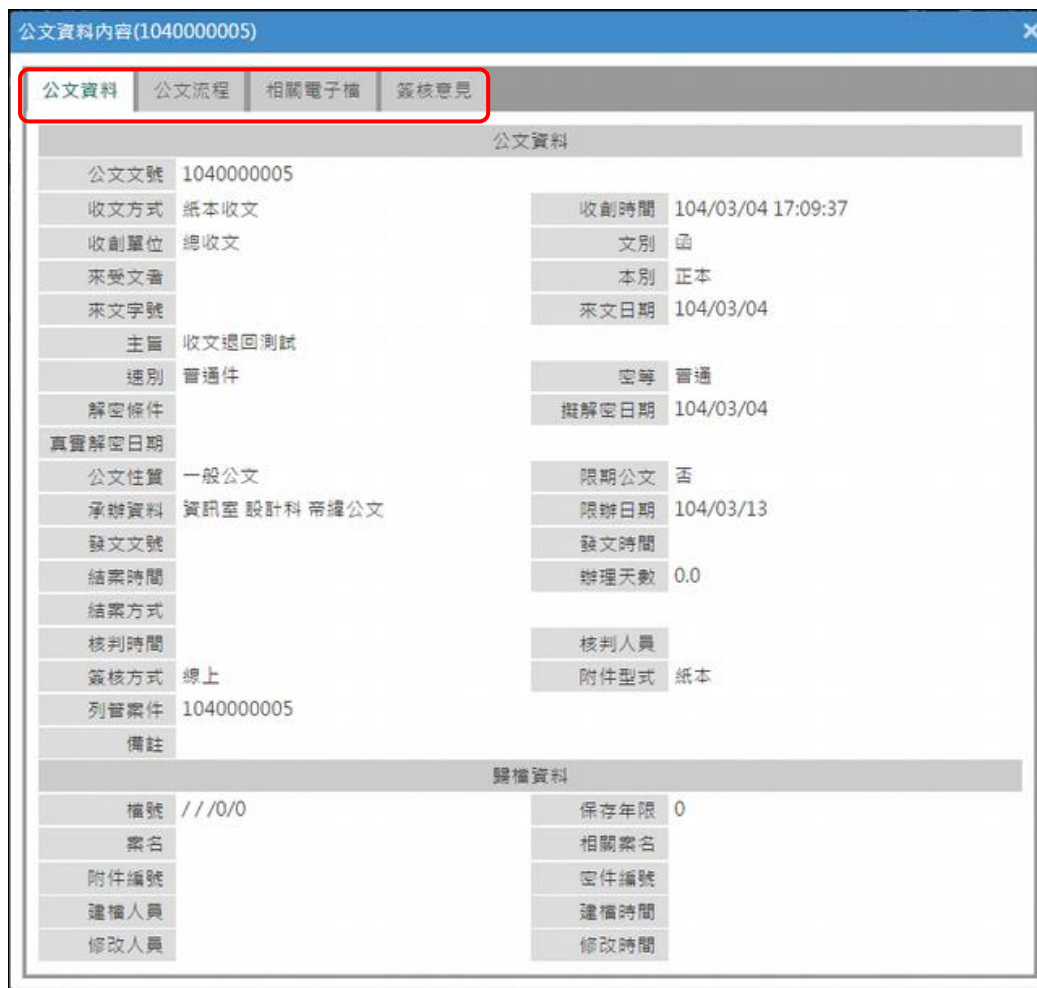 公文資料內容(1040000005)
公文資料 公文流程 相關電子檔 簽核意見
公文資料
公文文號 1040000005
收文方式 紙本收文 收創時間 104/03/04 17:09:37
收創單位 總收文 文別 函
來受文者 本別 正本
來文字號 來文日期 104/03/04
主旨 收文退回測試
速別 普通件 密等 普通
解密條件 擬解密日期 104/03/04
真實解密日期
公文性質 一般公文 限期公文 否
承辦資料 資訊室 設計科 帝緯公文 限辦日期 104/03/13
發文文號 發文時間
結案時間 辦理天數 0.0
結案方式
核判時間 核判人員
簽核方式 線上 附件型式 紙本
列管案件 1040000005
備註
歸檔資料
檔號 ///0/0 保存年限 0
案名 相關案名
附件編號 密件編號
建檔人員 建檔時間
修改人員 修改時間